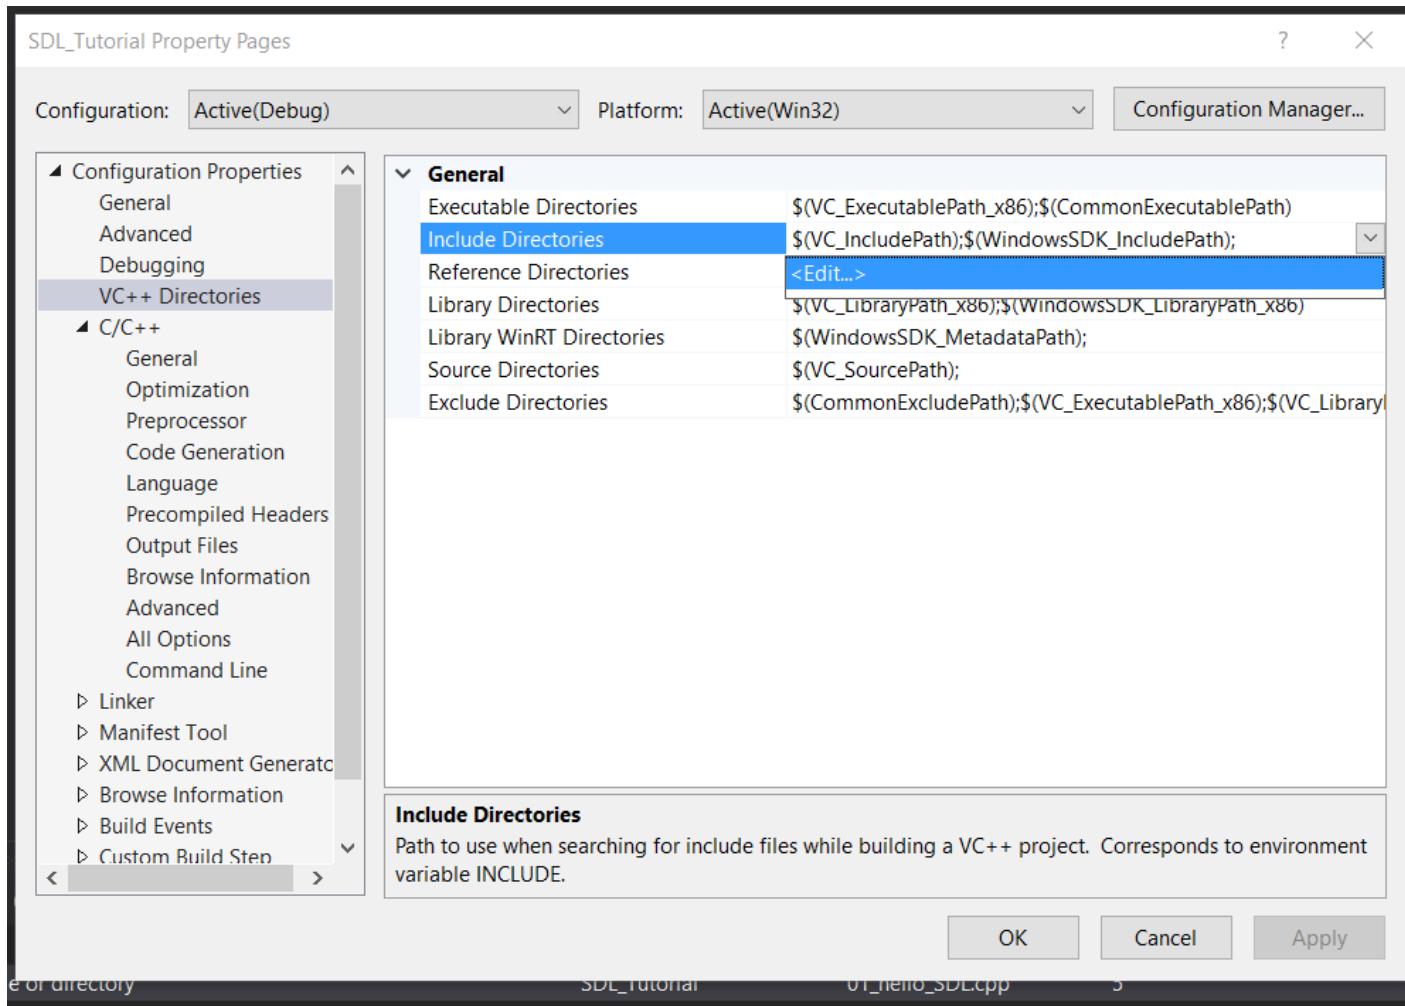 SDL_Tutorial Property Pages ?
Configuration: Active(Debug) Platform: Active(Win32) Configuration Manager...
Configuration Properties
General
Advanced
Debugging
VC++ Directories
C/C++
General
Optimization
Preprocessor
Code Generation
Language
Precompiled Headers
Output Files
Browse Information
Advanced
All Options
Command Line
Linker
Manifest Tool
XML Document Generato
Browse Information
Build Events
Custom Build Step
General
Executable Directories $(VC_ExecutablePath_x86);$(CommonExecutablePath)
Include Directories $(VC_IncludePath);$(WindowsSDK_IncludePath);
Reference Directories <Edit...>
Library Directories $(VC_LibraryPath_x86);$(WindowsSDK_LibraryPath_x86)
Library WinRT Directories $(WindowsSDK_MetadataPath);
Source Directories $(VC_SourcePath);
Exclude Directories $(CommonExcludePath);$(VC_ExecutablePath_x86);$(VC_Libraryl
Include Directories
Path to use when searching for include files while building a VC++ project. Corresponds to environment
variable INCLUDE.
OK Cancel Apply
e or directory SDL_Tutorial 01_hello_SDL.cpp 5